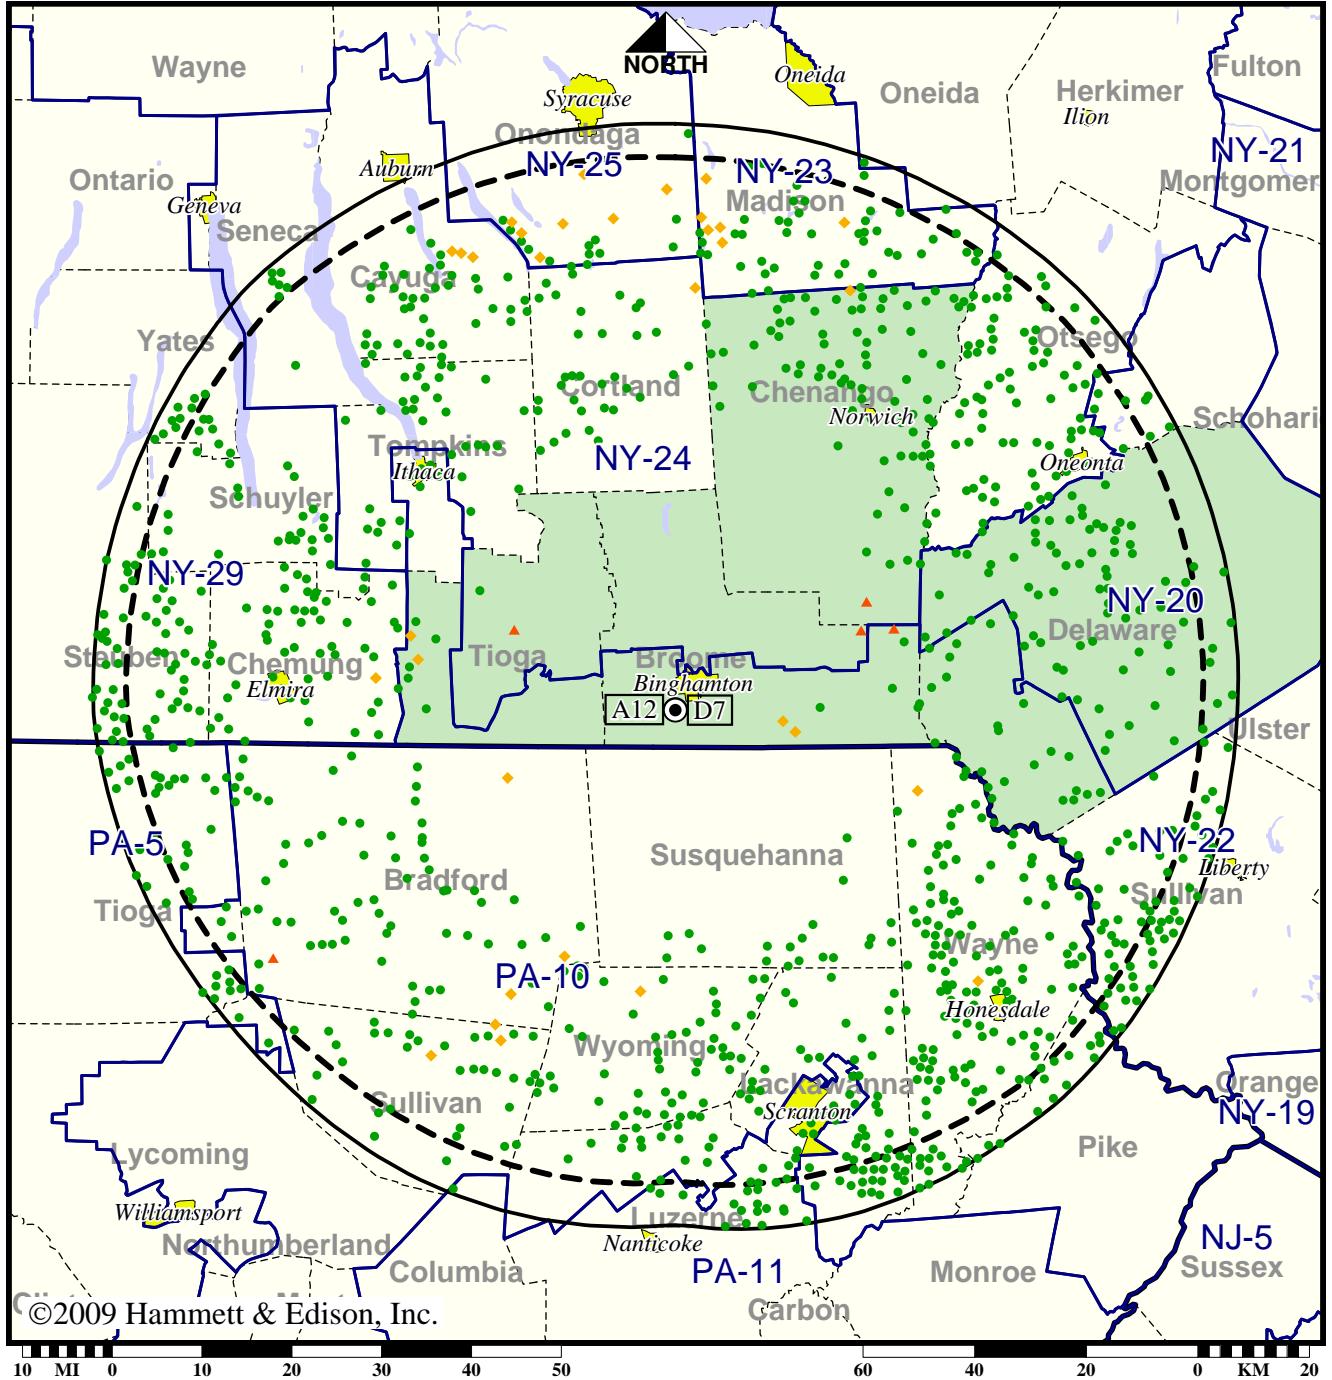 NORTH
Wayne
Oneida
Fulton
Syracuse
Oneida
Herkimer
Ilion
Onondaga
NY-25
NY-23
NY-21
Auburn
Ontario
Madison
Montgomer
Geneva
Seneca
Cayuga
Yates
Otsego
Cortland
Chenango
Norwich
Schohari
Tompkins
Ithaca
NY-24
Oneonta
Schuyler
NY-29
NY-20
Steuben
Chemung
Tioga
Broome
Delaware
Elmira
Binghamton
A12
D7
Ulster
PA-5
Susquehanna
NY-22
Liberty
Bradford
Sullivan
Tioga
Wayne
PA-10
Honesdale
Wyoming
Lackawanna
Orange
Sullivan
Scranton
NY-19
Lycoming
Pike
Williamsport
Luzerne
Northumberland
Nanticoke
NJ-5
Columbia
PA-11
Monroe
Sussex
Carbon
©2009 Hammett & Edison, Inc.
10 MI 0 10 20 30 40 50 60 40 20 0 KM 20